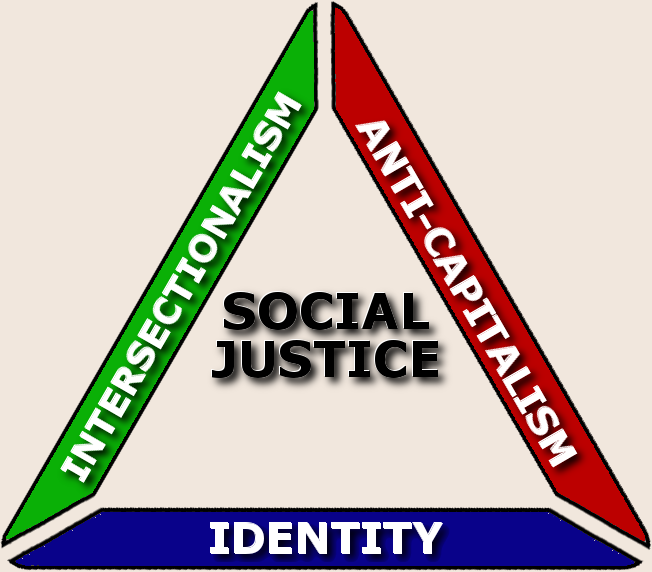 INTERSECTIONALISM
ANTI-CAPITALISM
SOCIAL
JUSTICE
IDENTITY